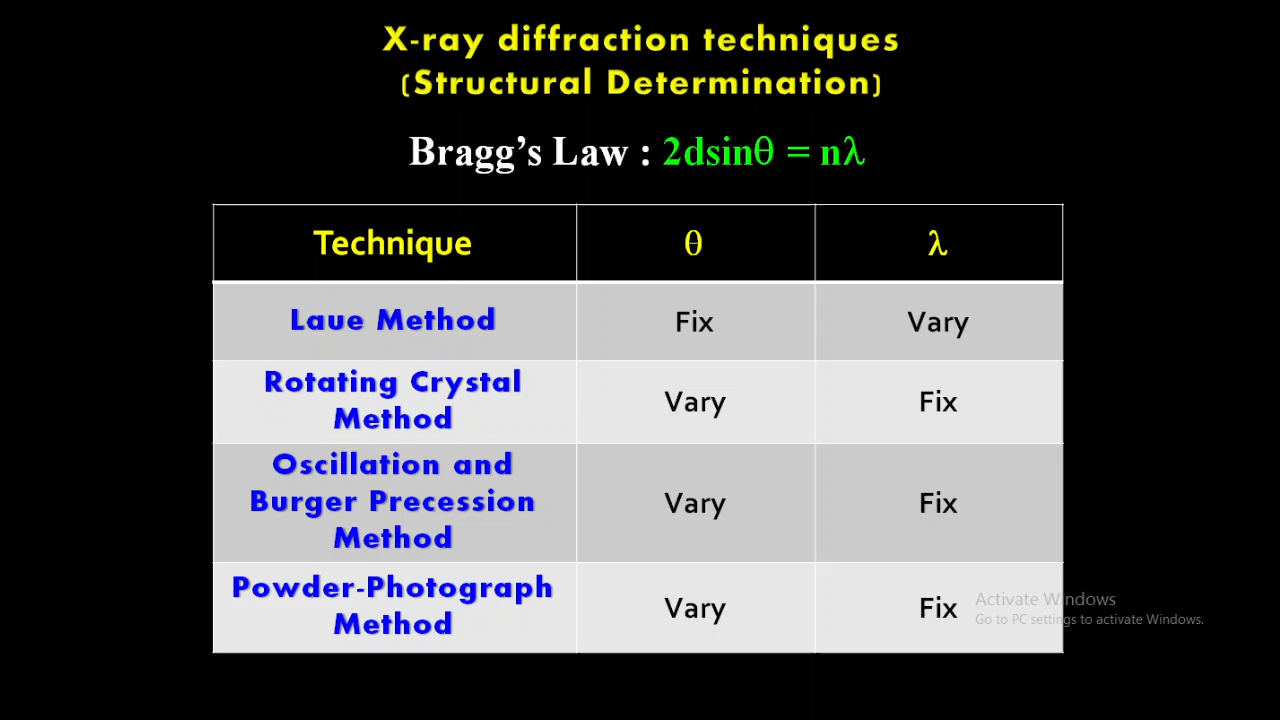 X-ray diffraction techniques
(Structural Determination)
Bragg’s Law : 2dsinθ = nλ
Technique θ λ
Laue Method Fix Vary
Rotating Crystal
Method Vary Fix
Oscillation and
Burger Precession
Method Vary Fix
Powder-Photograph
Method Vary Fix
Activate Windows
Go to PC settings to activate Windows.